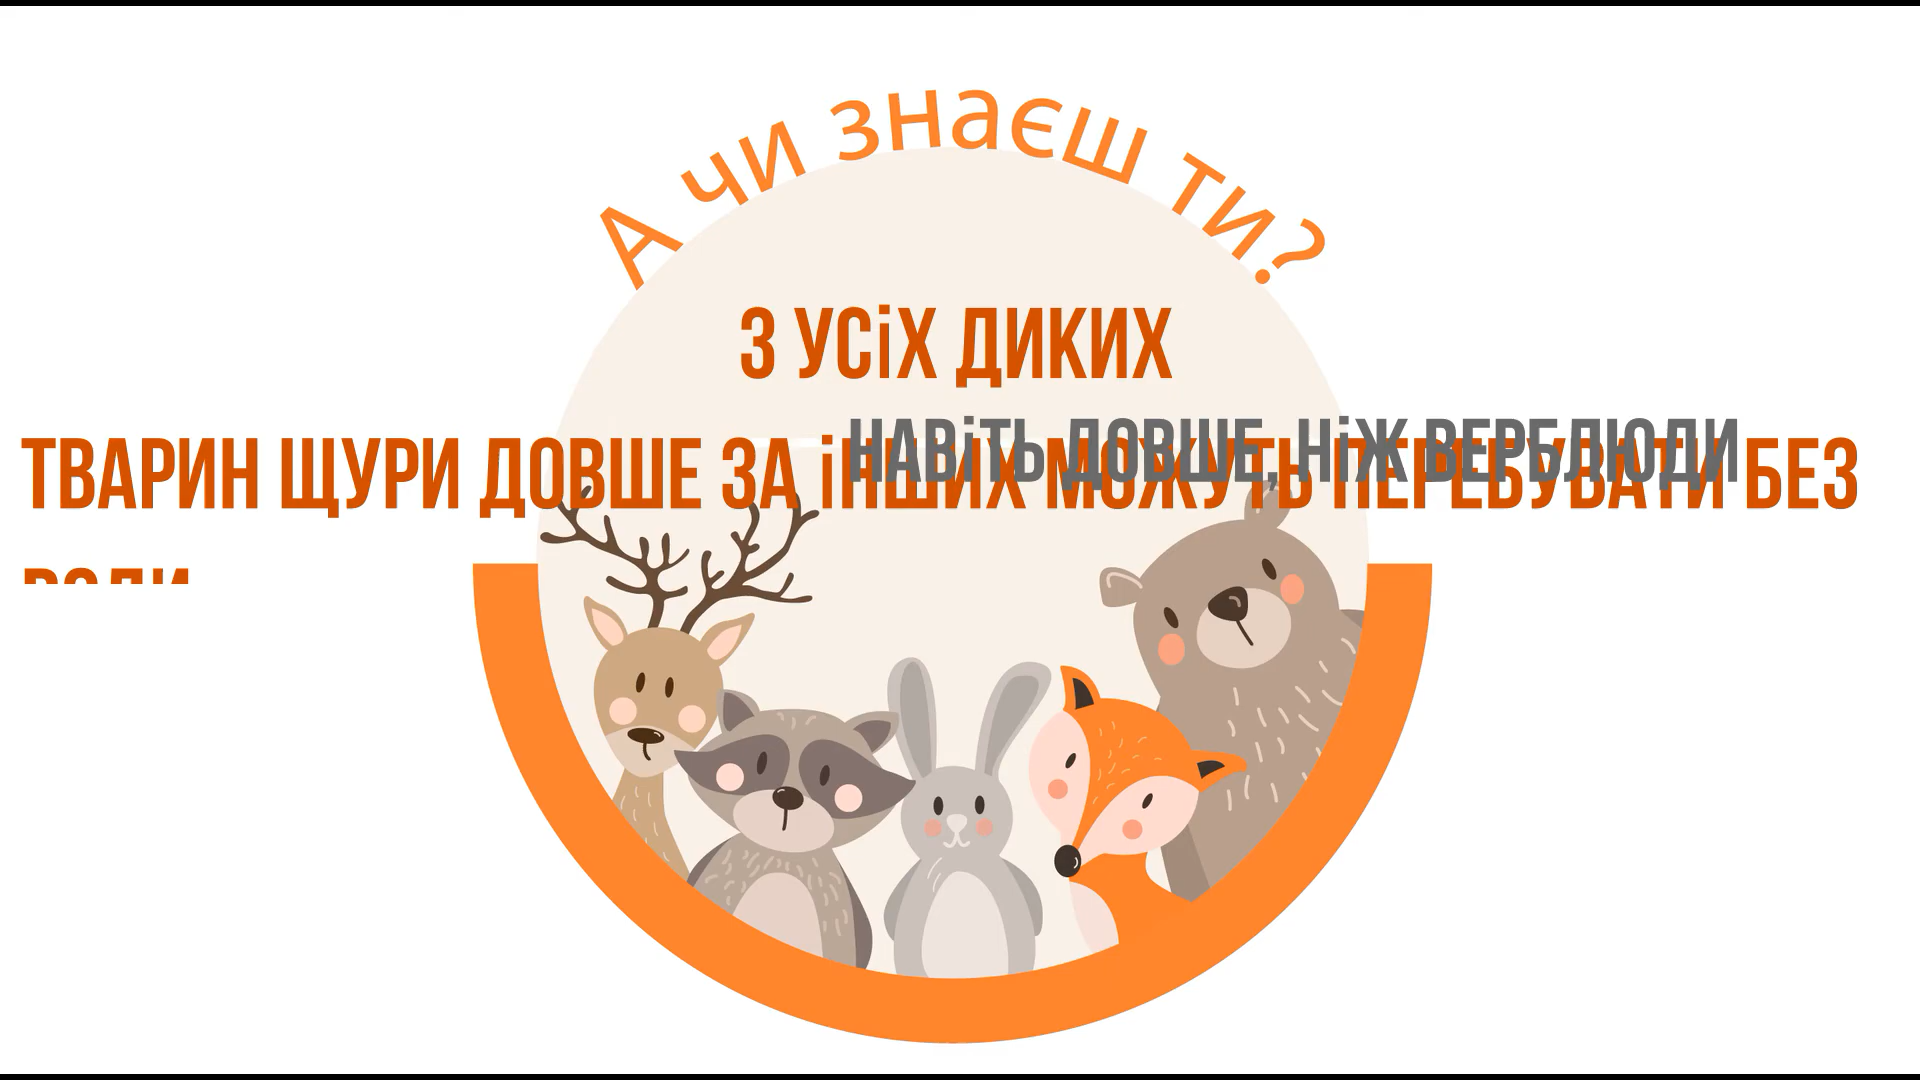 А чи знаєш ти?
З УСіХ ДИКИХ
НАВіТЬ ДОВШЕ, НіЖ ВЕРБЛЮДИ
ТВАРИН ЩУРИ ДОВШЕ ЗА іНШИХ МОЖУТЬ ПЕРЕБУВАТИ БЕЗ